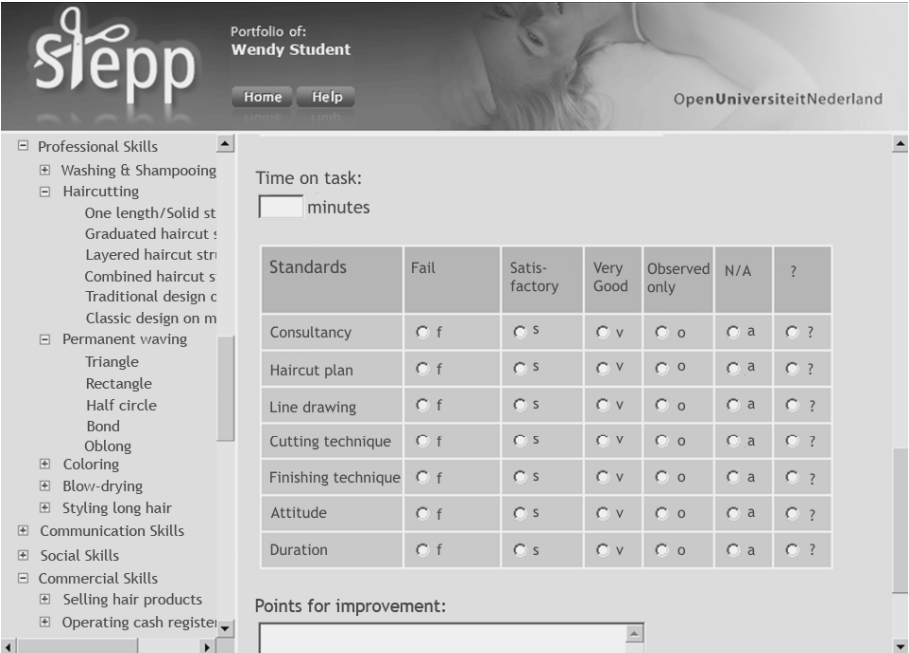 Stepp
Portfolio of:
Wendy Student
Home Help
OpenUniversiteitNederland
Professional Skills
Washing & Shampooing
Haircutting
One length/Solid st
Graduated haircut s
Layered haircut stru
Combined haircut s
Traditional design c
Classic design on m
Permanent waving
Triangle
Rectangle
Half circle
Bond
Oblong
Coloring
Blow-drying
Styling long hair
Communication Skills
Social Skills
Commercial Skills
Selling hair products
Operating cash register
Time on task:
minutes
Standards Fail Satis- Very Observed N/A ?
factory Good only
Consultancy f s v o a ?
Haircut plan f s v o a ?
Line drawing f s v o a ?
Cutting technique f s v o a ?
Finishing technique f s v o a ?
Attitude f s v o a ?
Duration f s v o a ?
Points for improvement: